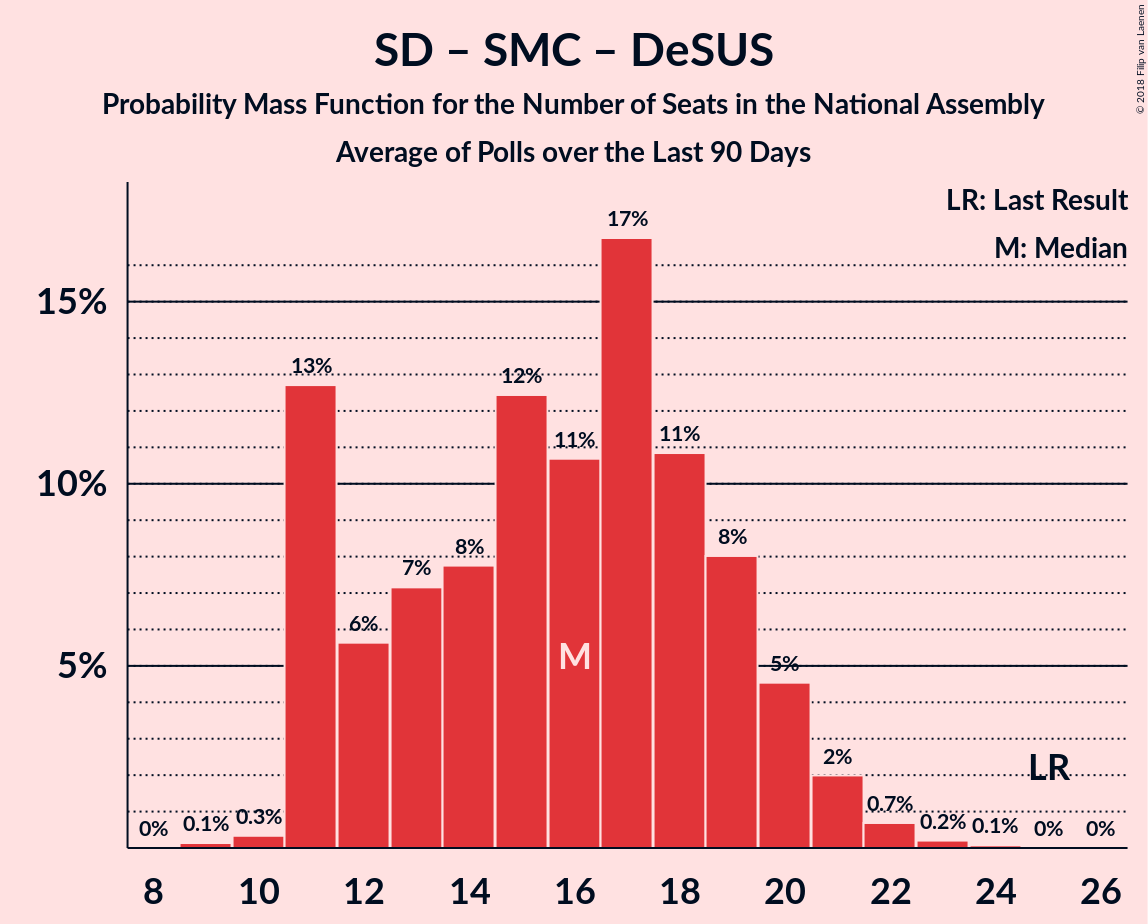 SD – SMC – DeSUS
Probability Mass Function for the Number of Seats in the National Assembly
Average of Polls over the Last 90 Days
© 2018 Filip van Laenen
LR: Last Result
M: Median
15%
10%
5%
0%
0.1%
0.3%
13%
6%
7%
8%
12%
11%
17%
11%
8%
5%
2%
0.7%
0.2%
0.1%
0%
0%
M
LR
8 10 12 14 16 18 20 22 24 26